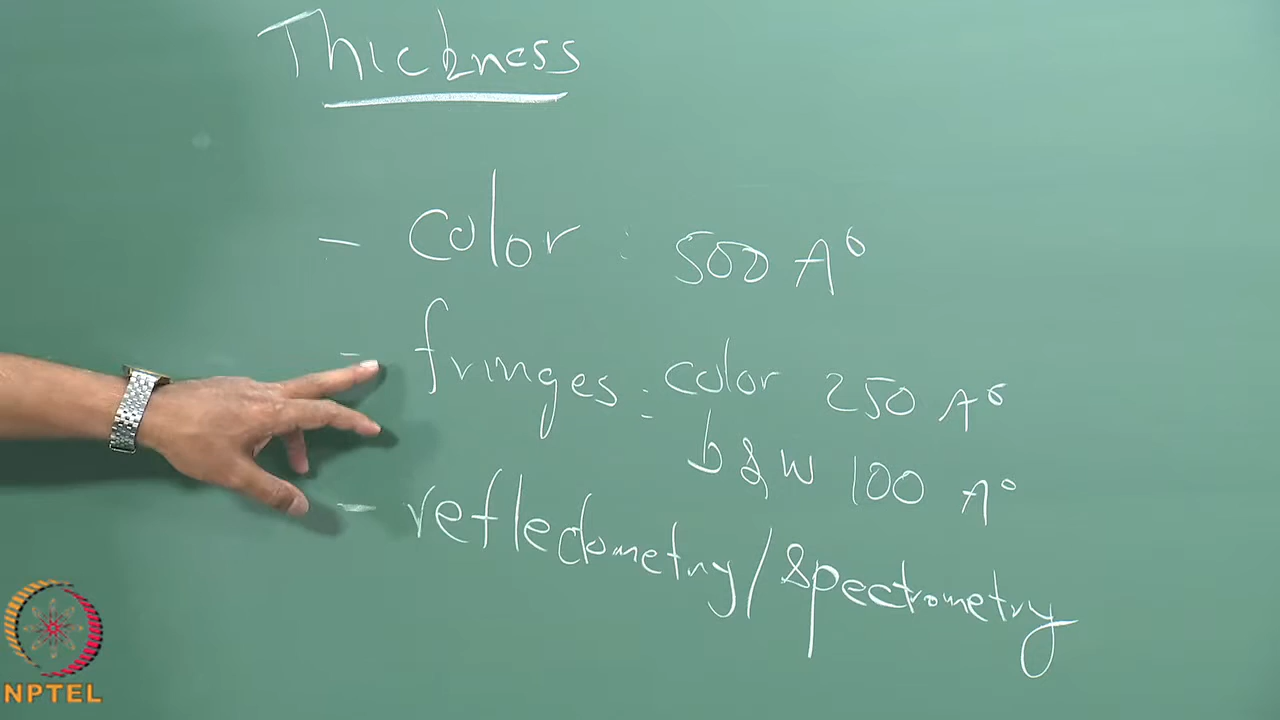 Thickness
- color : 500 A°
- fringes : color 250 A°
b & w 100 A°
- reflectometry/spectrometry
NPTEL